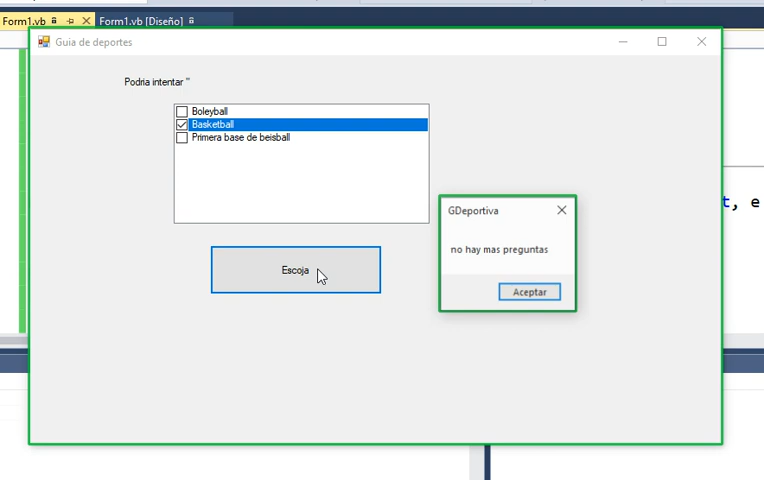 Form1.vb
Form1.vb [Diseño]
Guia de deportes
Podria intentar "
Boleyball
Basketball
Primera base de beisball
Escoja
GDeportiva
no hay mas preguntas
Aceptar
t, e